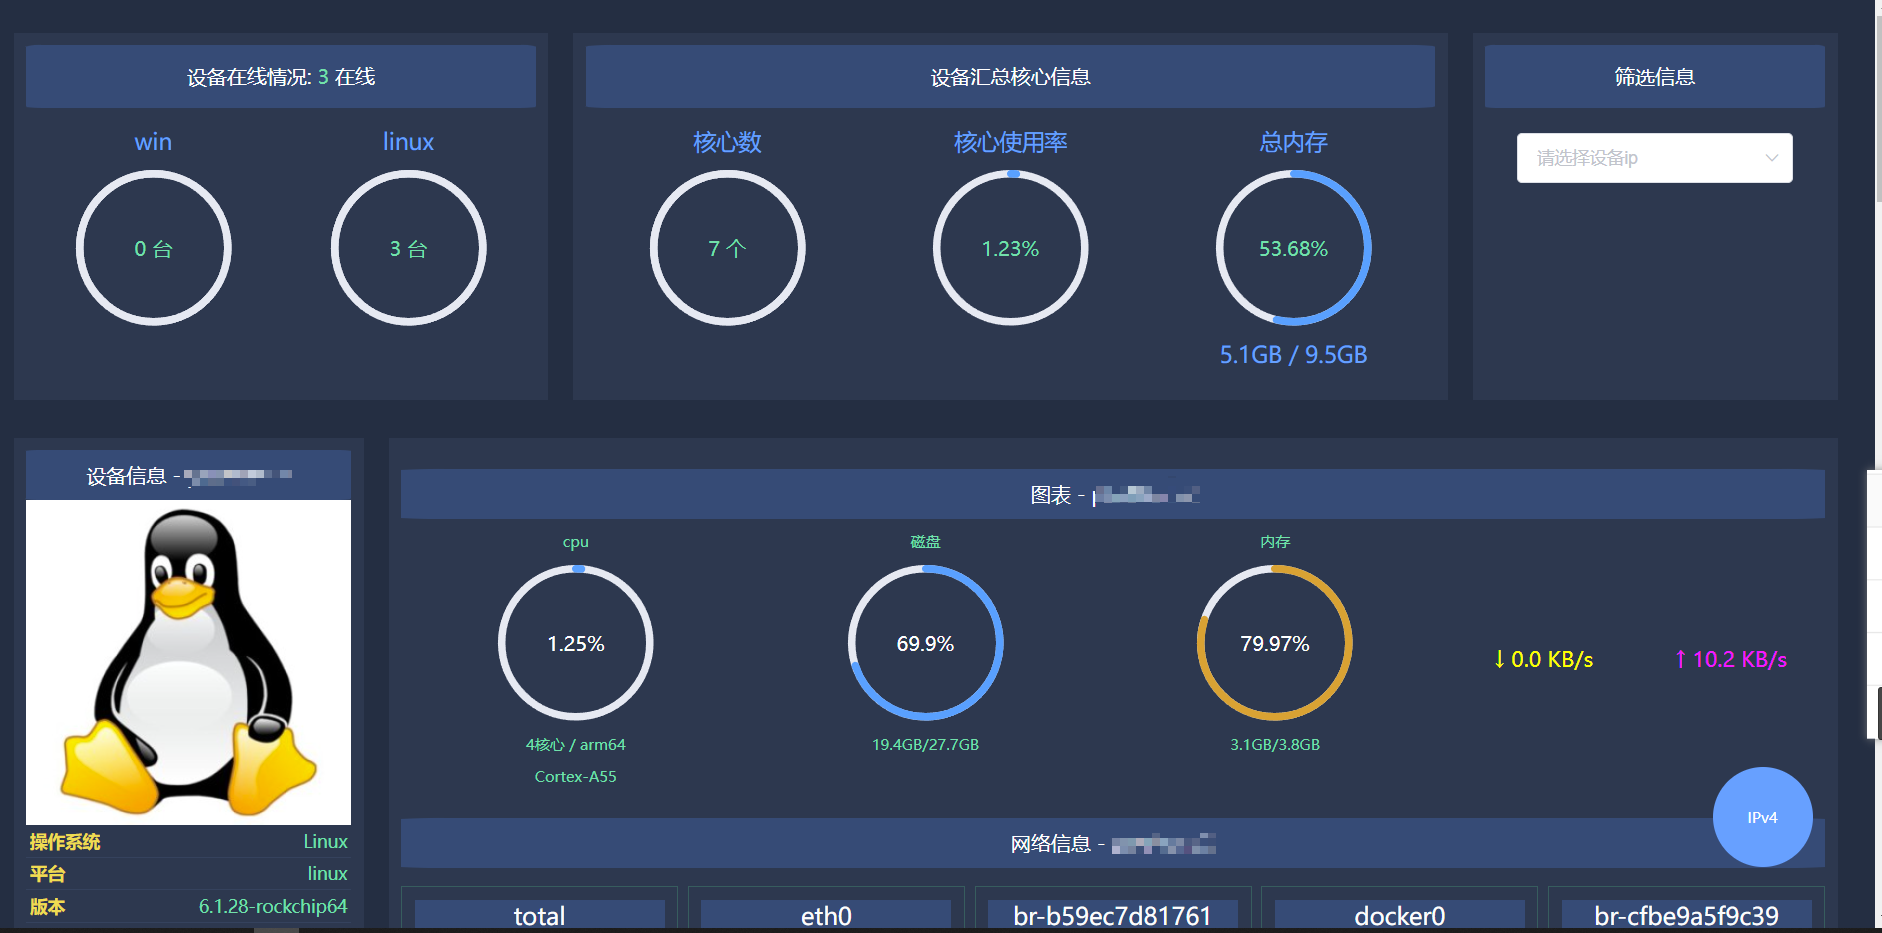 设备在线情况: 3 在线
win
linux
0 台
3 台
设备汇总核心信息
核心数
核心使用率
总内存
7 个
1.23%
53.68%
5.1GB / 9.5GB
筛选信息
请选择设备ip
设备信息 -
操作系统 Linux
平台 linux
版本 6.1.28-rockchip64
图表 -
cpu
磁盘
内存
1.25%
69.9%
79.97%
↓ 0.0 KB/s
↑ 10.2 KB/s
4核心 / arm64
Cortex-A55
19.4GB/27.7GB
3.1GB/3.8GB
IPv4
网络信息 -
total
eth0
br-b59ec7d81761
docker0
br-cfbe9a5f9c39